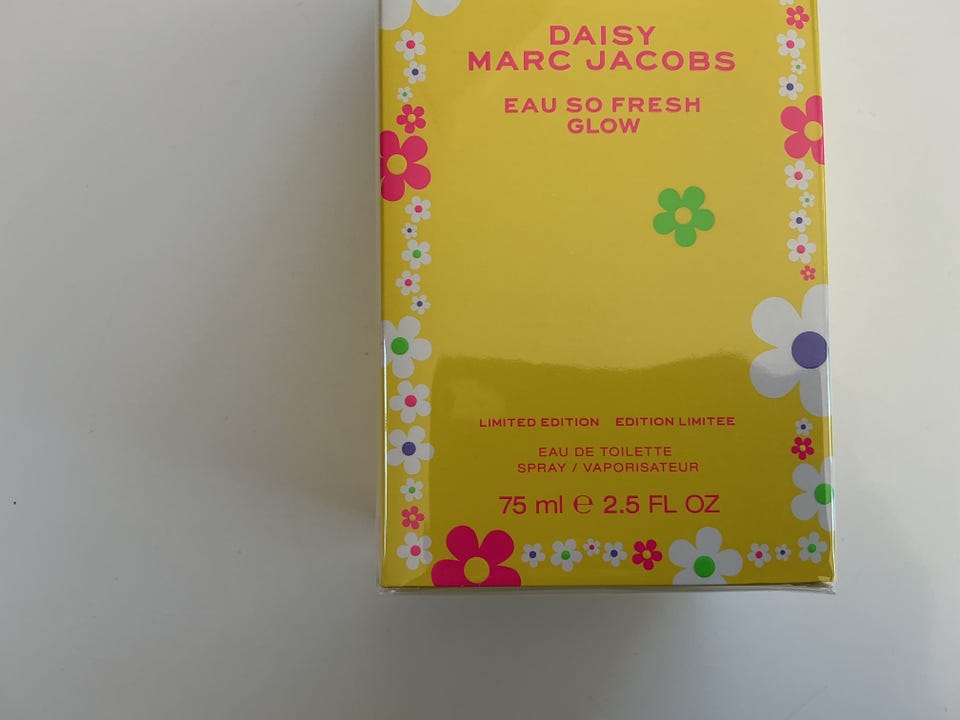 DAISY
MARC JACOBS
EAU SO FRESH
GLOW
LIMITED EDITION EDITION LIMITEE
EAU DE TOILETTE
SPRAY / VAPORISATEUR
75 ml ℮ 2.5 FL OZ